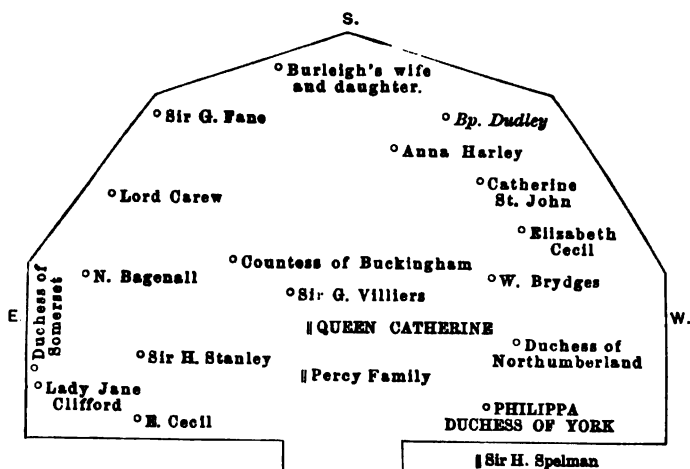 S.
Burleigh's wife
and daughter.
Sir G. Fane
Bp. Dudley
Anna Harley
Lord Carew
Catherine
St. John
Elisabeth
Cecil
Countess of Buckingham
N. Bagenall
W. Brydges
Sir G. Villiers
Duchess of
Somerset
E.
W.
QUEEN CATHERINE
Duchess of
Northumberland
Sir H. Stanley
Percy Family
Lady Jane
Clifford
E. Cecil
PHILIPPA
DUCHESS OF YORK
Sir H. Spelman